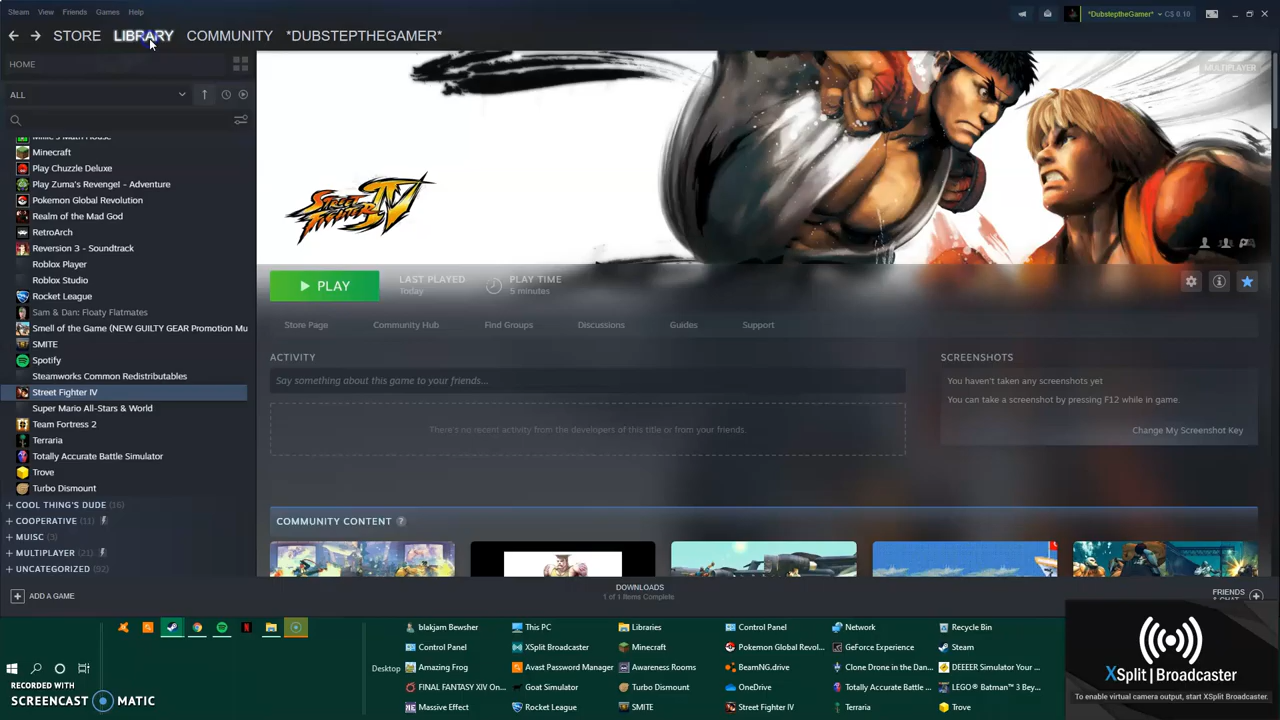 Steam View Friends Games Help
*DubsteptheGamer* C$ 0.18
STORE LIBRARY COMMUNITY *DUBSTEPTHEGAMER*
HOME
MULTIPLAYER
ALL
Millie's Math House
Minecraft
Play Chuzzle Deluxe
Play Zuma's Revenge! - Adventure
Pokemon Global Revolution
Realm of the Mad God
RetroArch
Reversion 3 - Soundtrack
Roblox Player
Roblox Studio
Rocket League
Sam & Dan: Floaty Flatmates
Smell of the Game (NEW GUILTY GEAR Promotion Mu
SMITE
Spotify
Steamworks Common Redistributables
Street Fighter IV
Super Mario All-Stars & World
Team Fortress 2
Terraria
Totally Accurate Battle Simulator
Trove
Turbo Dismount
+ COOL THING'S DUDE (16)
+ COOPERATIVE (11)
+ MUISC (3)
+ MULTIPLAYER (21)
+ UNCATEGORIZED (92)
STREET FIGHTER IV
PLAY
LAST PLAYED
Today
PLAY TIME
5 minutes
Store Page Community Hub Find Groups Discussions Guides Support
ACTIVITY
Say something about this game to your friends...
There's no recent activity from the developers of this title or from your friends.
SCREENSHOTS
You haven't taken any screenshots yet
You can take a screenshot by pressing F12 while in game.
Change My Screenshot Key
COMMUNITY CONTENT ?
+ ADD A GAME
DOWNLOADS
1 of 1 Items Complete
FRIENDS
& CHAT
blakjam Bewsher This PC Libraries Control Panel Network Recycle Bin
Control Panel XSplit Broadcaster Minecraft Pokemon Global Revol... GeForce Experience Steam
Desktop Amazing Frog Avast Password Manager Awareness Rooms BeamNG.drive Clone Drone in the Dan... DEEEER Simulator Your ...
FINAL FANTASY XIV On... Goat Simulator Turbo Dismount OneDrive Totally Accurate Battle ... LEGO® Batman™ 3 Bey...
Massive Effect Rocket League SMITE Street Fighter IV Terraria Trove
RECORDED WITH
SCREENCAST MATIC
XSplit | Broadcaster
To enable virtual camera output, start XSplit Broadcaster.